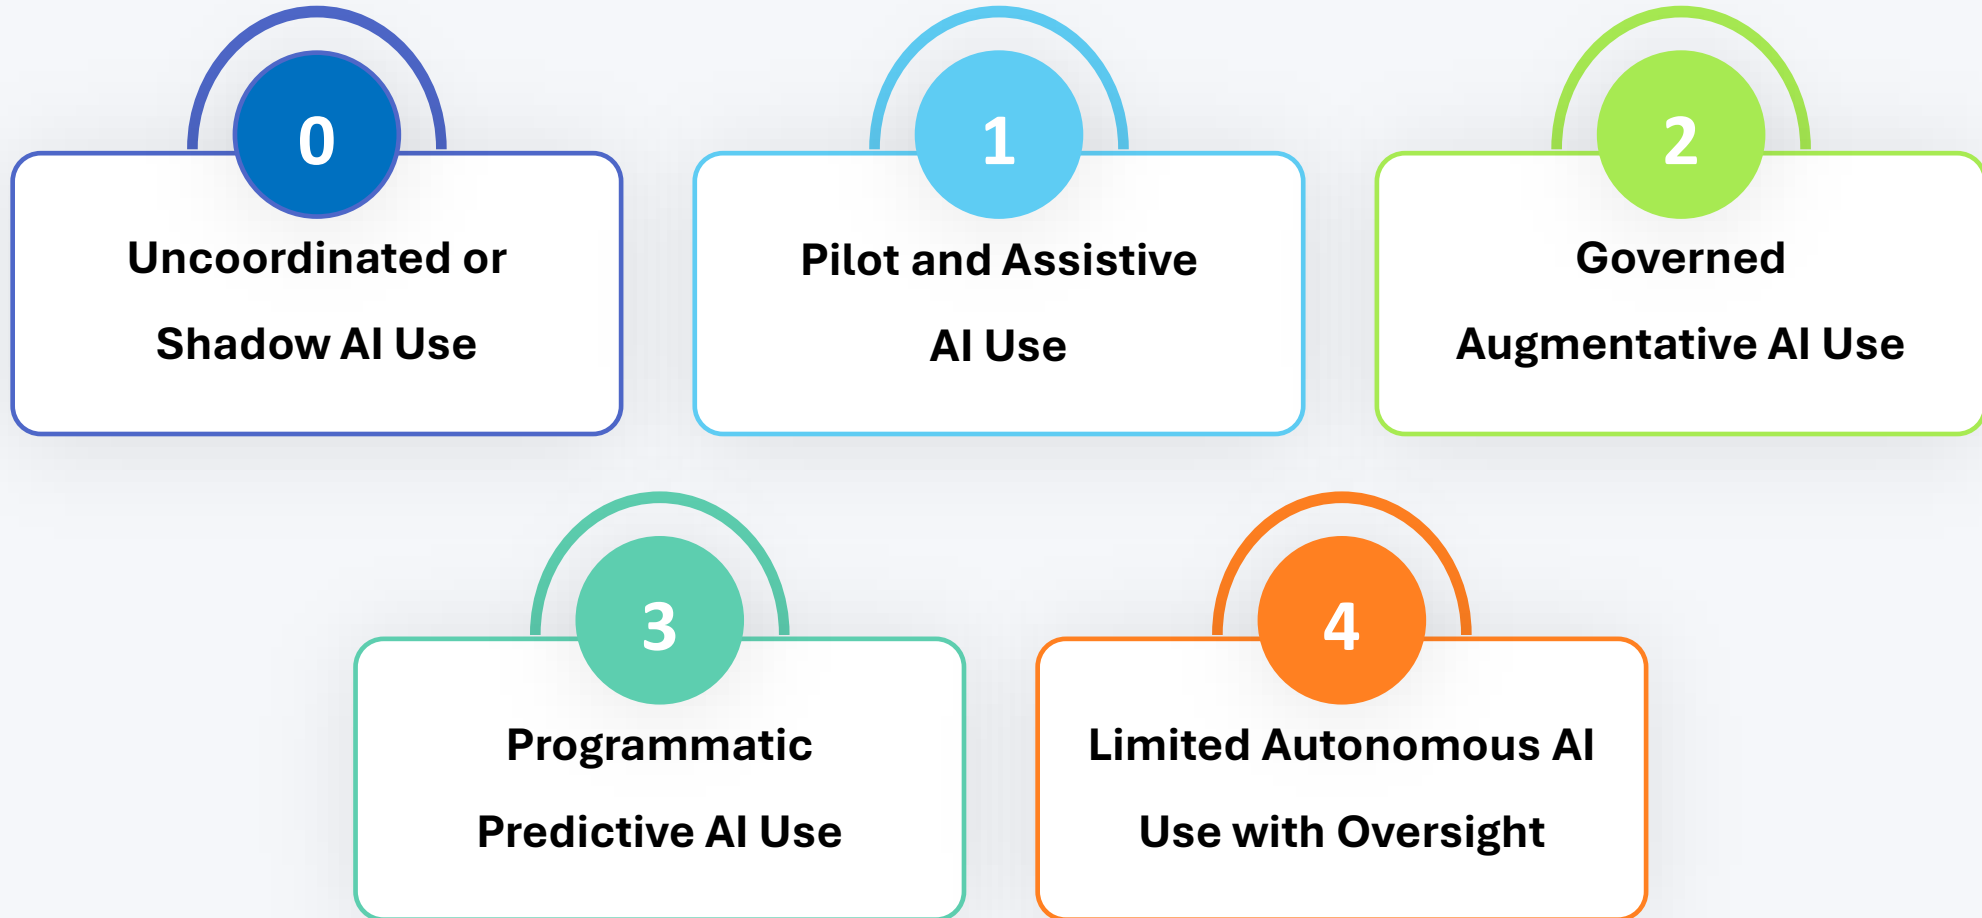 0
Uncoordinated or
Shadow AI Use
1
Pilot and Assistive
AI Use
2
Governed
Augmentative AI Use
3
Programmatic
Predictive AI Use
4
Limited Autonomous AI
Use with Oversight